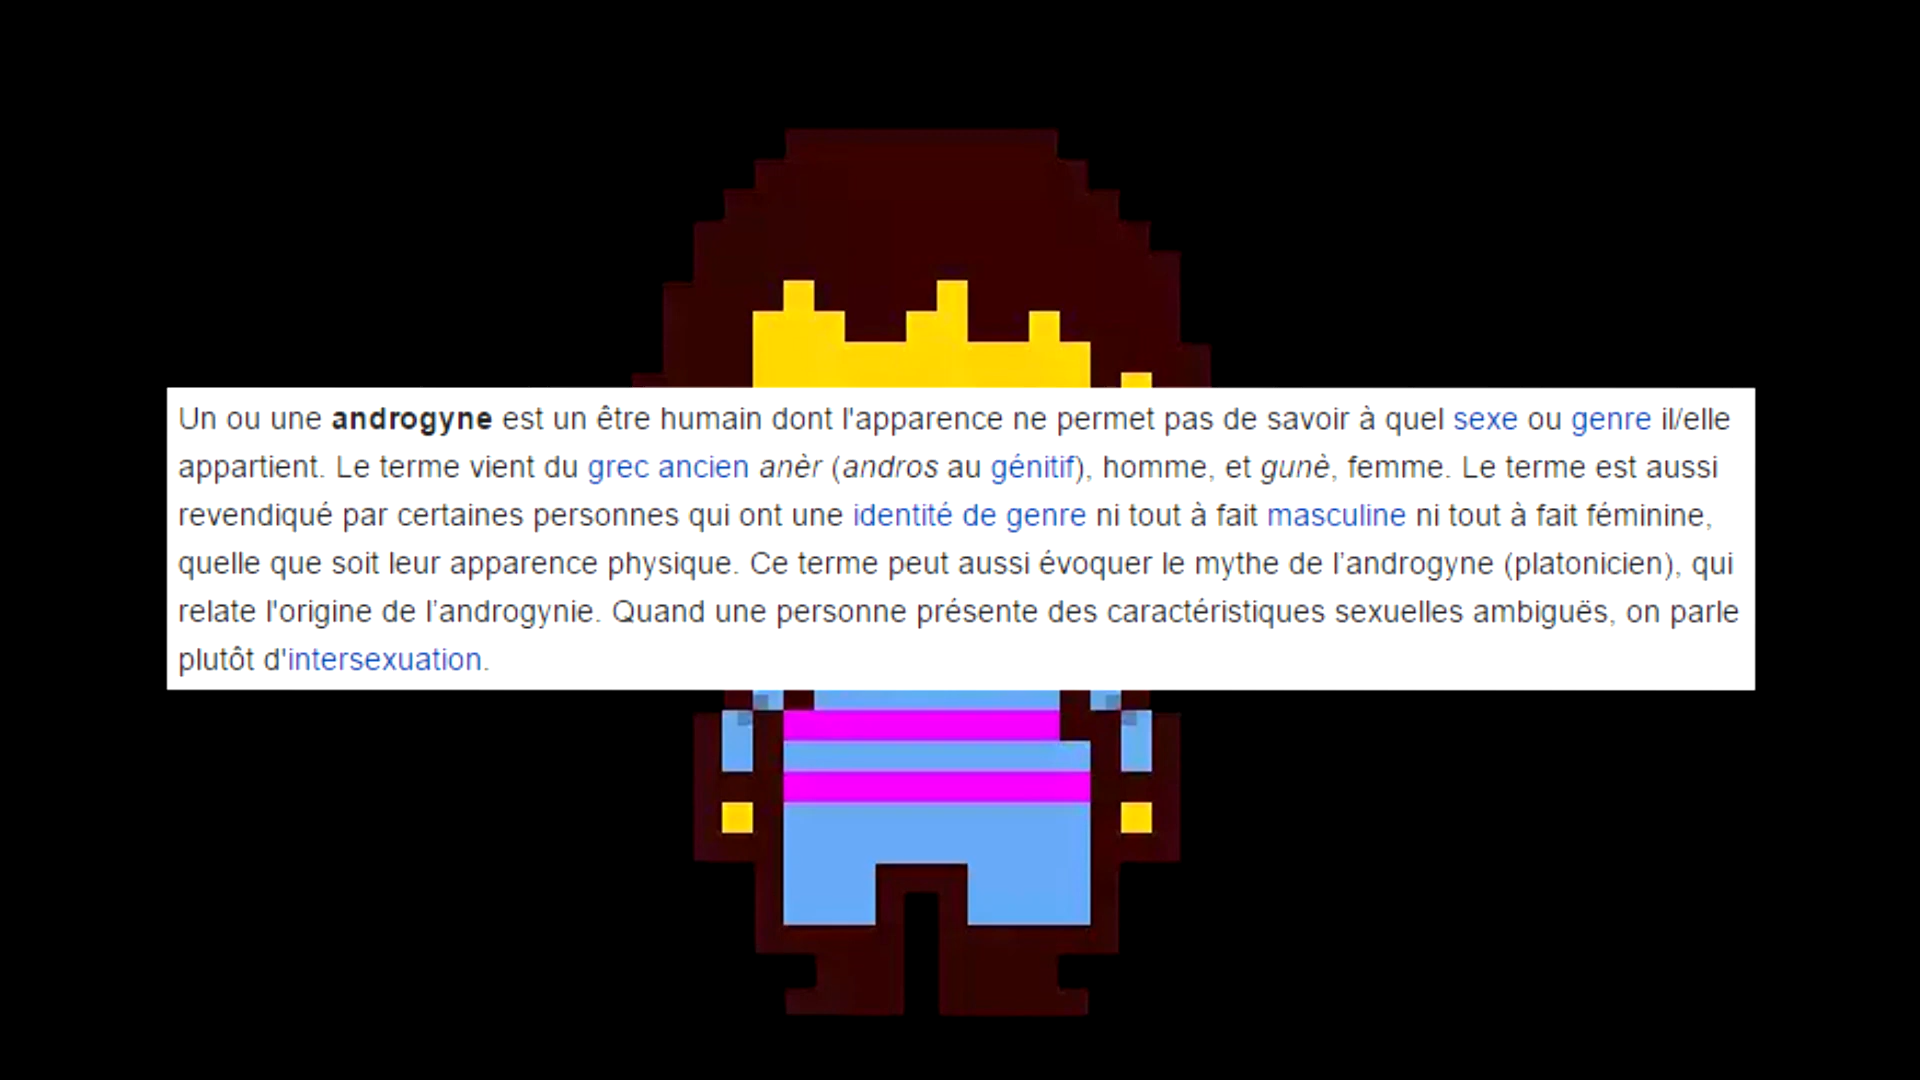 Un ou une androgyne est un être humain dont l'apparence ne permet pas de savoir à quel sexe ou genre il/elle
appartient. Le terme vient du grec ancien anèr (andros au génitif), homme, et gunè, femme. Le terme est aussi
revendiqué par certaines personnes qui ont une identité de genre ni tout à fait masculine ni tout à fait féminine,
quelle que soit leur apparence physique. Ce terme peut aussi évoquer le mythe de l’androgyne (platonicien), qui
relate l'origine de l’androgynie. Quand une personne présente des caractéristiques sexuelles ambiguës, on parle
plutôt d'intersexuation.